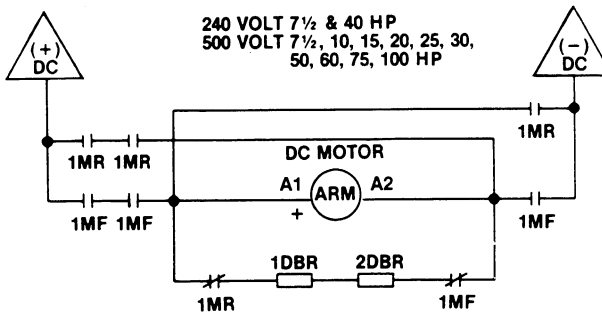 240 VOLT 7½ & 40 HP
500 VOLT 7½, 10, 15, 20, 25, 30,
50, 60, 75, 100 HP
(+)
DC
(−)
DC
1MR 1MR
1MR
DC MOTOR
A1 ARM A2
+
1MF 1MF
1MF
1DBR 2DBR
1MR
1MF